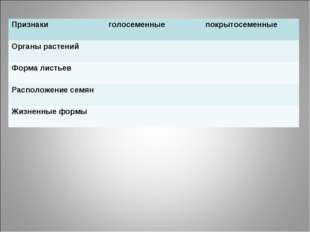 Признаки голосеменные покрытосеменные
Органы растений
Форма листьев
Расположение семян
Жизненные формы